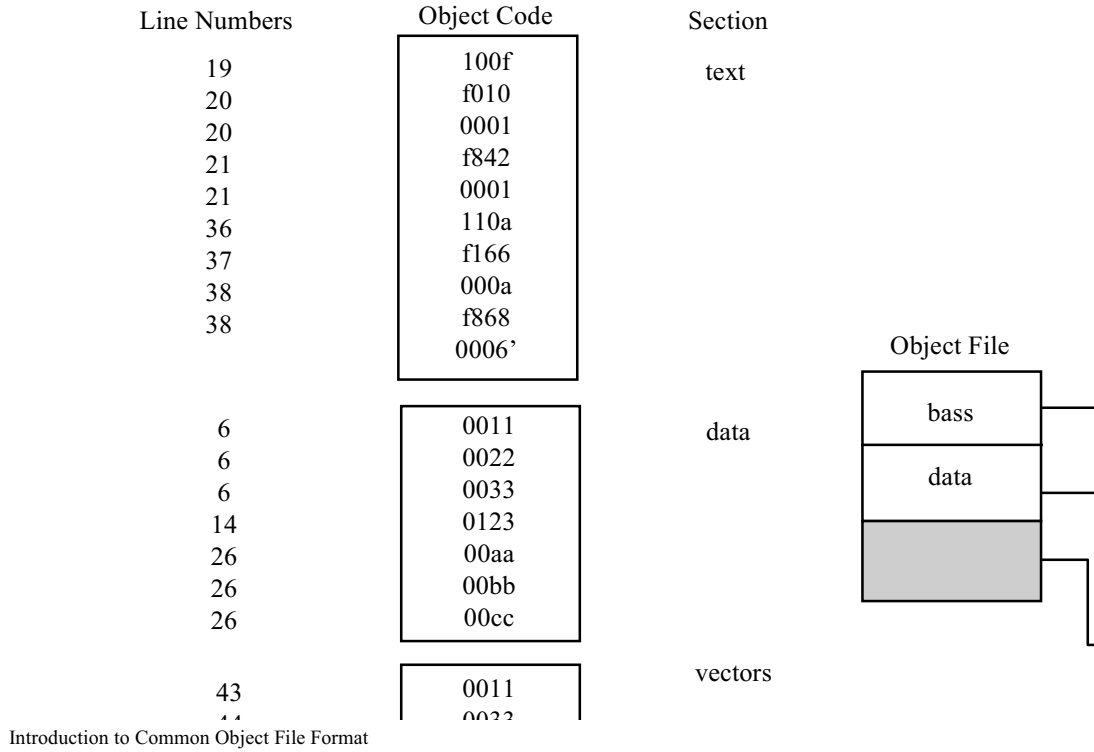 Line Numbers Object Code Section
19 100f text
20 f010
20 0001
21 f842
21 0001
36 110a
37 f166
38 000a
38 f868
0006’
Object File
bass
data
6 0011 data
6 0022
6 0033
14 0123
26 00aa
26 00bb
26 00cc
vectors
43 0011
44 0033
Introduction to Common Object File Format